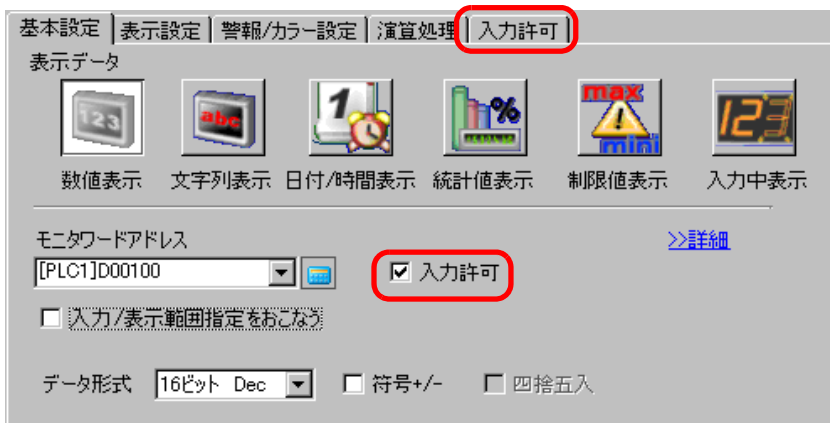 基本設定 表示設定 警報/カラー設定 演算処理 入力許可
表示データ
123 abc 1 % max mini 123
数値表示 文字列表示 日付/時間表示 統計値表示 制限値表示 入力中表示
モニタワードアドレス >>詳細
[PLC1]D00100 入力許可
入力/表示範囲指定をおこなう
データ形式 16ビット Dec 符号+/- 四捨五入